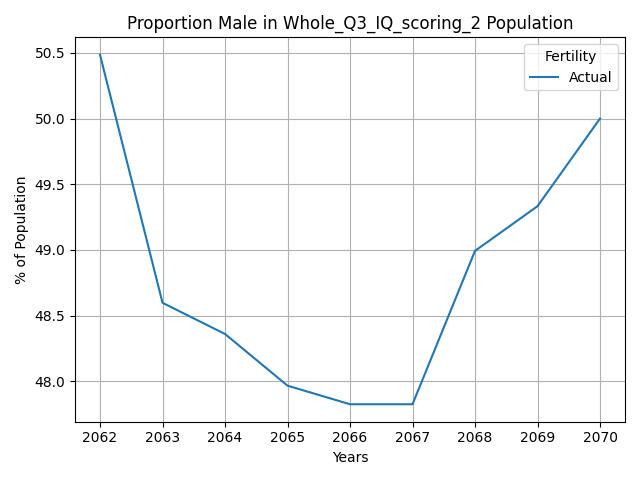 Proportion Male in Whole_Q3_IQ_scoring_2 Population
Fertility
Actual
% of Population
50.5
50.0
49.5
49.0
48.5
48.0
2062 2063 2064 2065 2066 2067 2068 2069 2070
Years